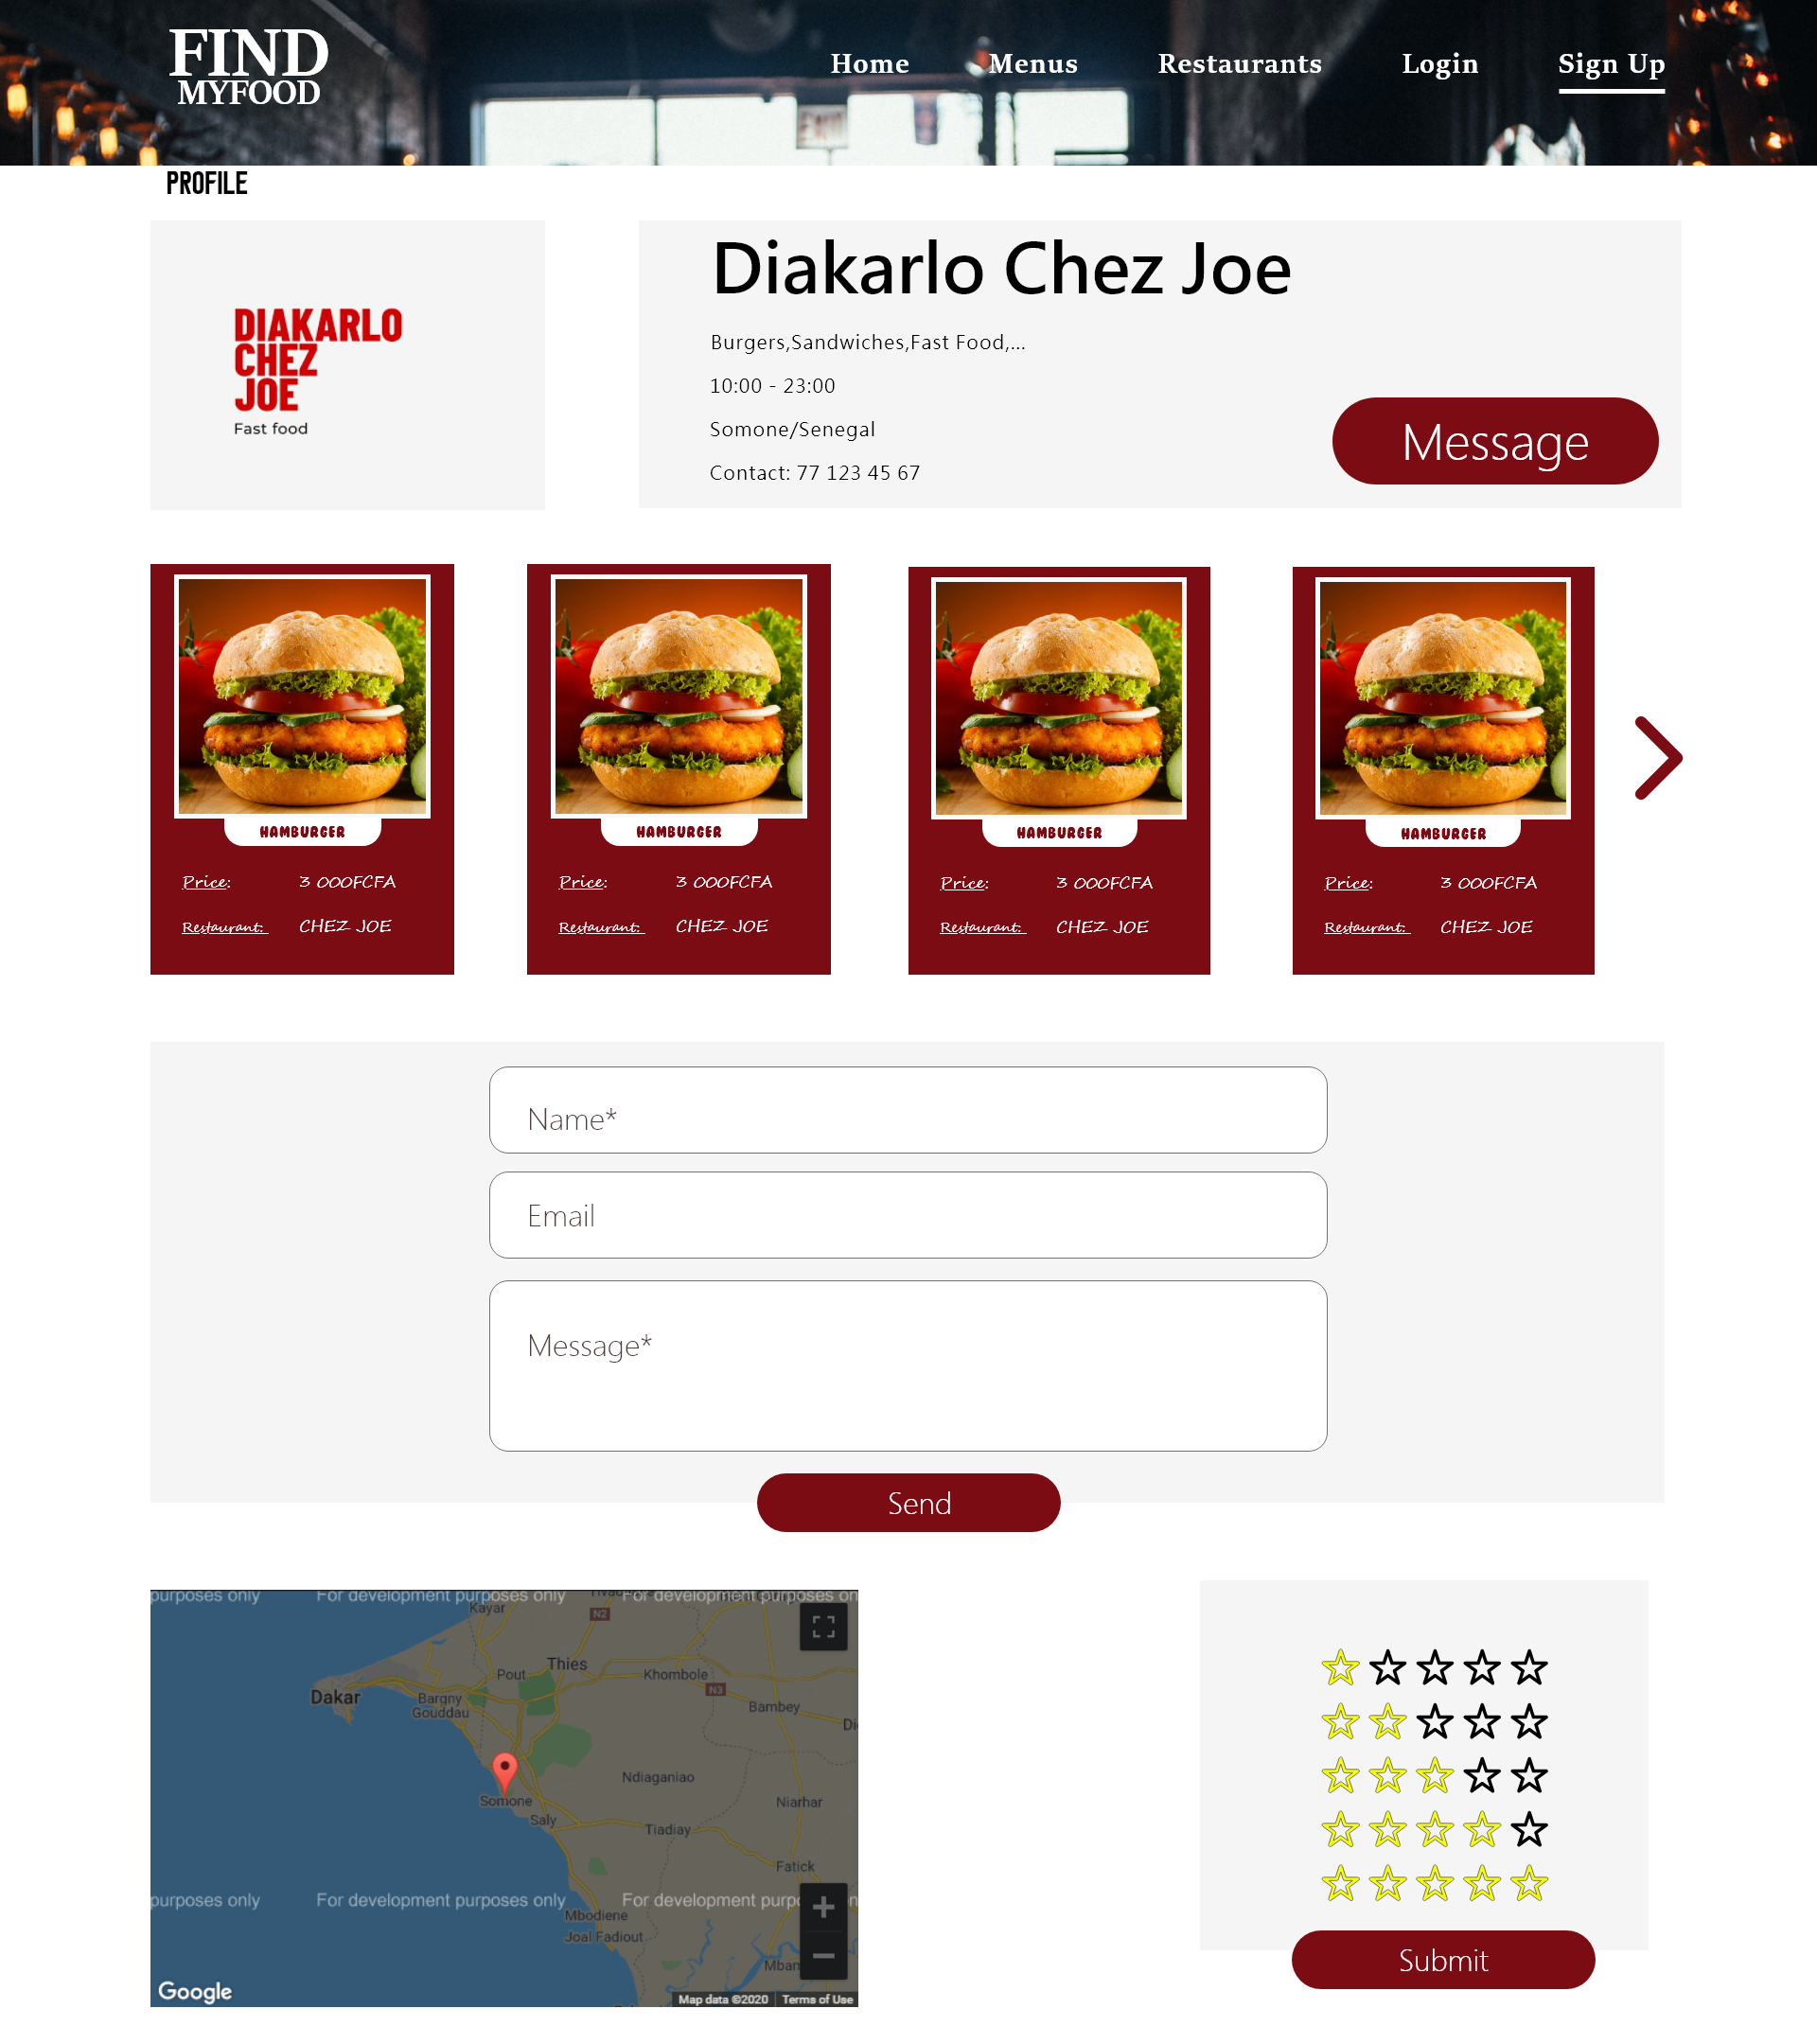 FIND
MYFOOD
Home Menus Restaurants Login Sign Up
EXIT
PROFILE
DIAKARLO
CHEZ
JOE
Fast food
Diakarlo Chez Joe
Burgers,Sandwiches,Fast Food,...
10:00 - 23:00
Somone/Senegal
Contact: 77 123 45 67
Message
HAMBURGER
Price: 3 000FCFA
Restaurant: CHEZ JOE
HAMBURGER
Price: 3 000FCFA
Restaurant: CHEZ JOE
HAMBURGER
Price: 3 000FCFA
Restaurant: CHEZ JOE
HAMBURGER
Price: 3 000FCFA
Restaurant: CHEZ JOE
Name*
Email
Message*
Send
purposes only For development purposes only For development purposes on
Kayar
N2
Thies
Pout
Khombole
N3
Dakar
Bargny
Gouddau
Bambey
Di
Ndiaganiao
Somone
Niarhar
Saly
Tiadiay
Fatick
purposes only For development purposes only For development purpo n
Mbodiene
Joal Fadiout
Mbam
Google
Map data ©2020 Terms of Use
Submit